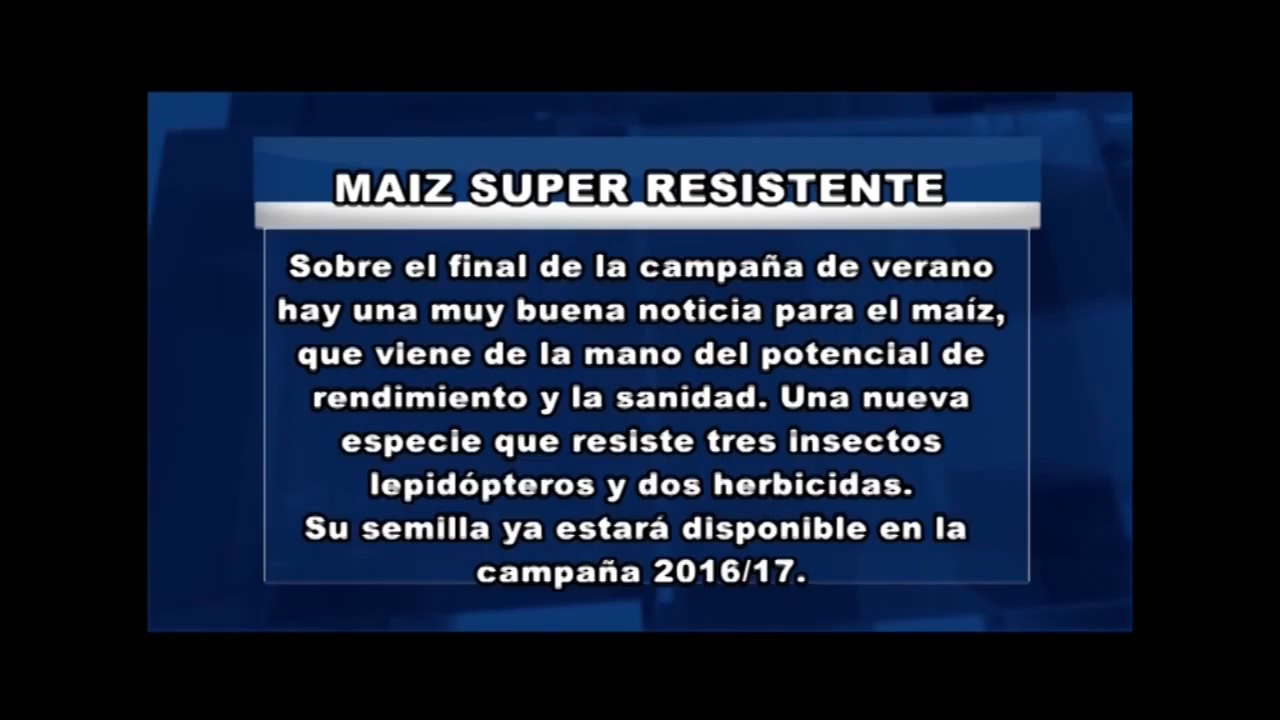 MAIZ SUPER RESISTENTE
Sobre el final de la campaña de verano
hay una muy buena noticia para el maíz,
que viene de la mano del potencial de
rendimiento y la sanidad. Una nueva
especie que resiste tres insectos
lepidópteros y dos herbicidas.
Su semilla ya estará disponible en la
campaña 2016/17.